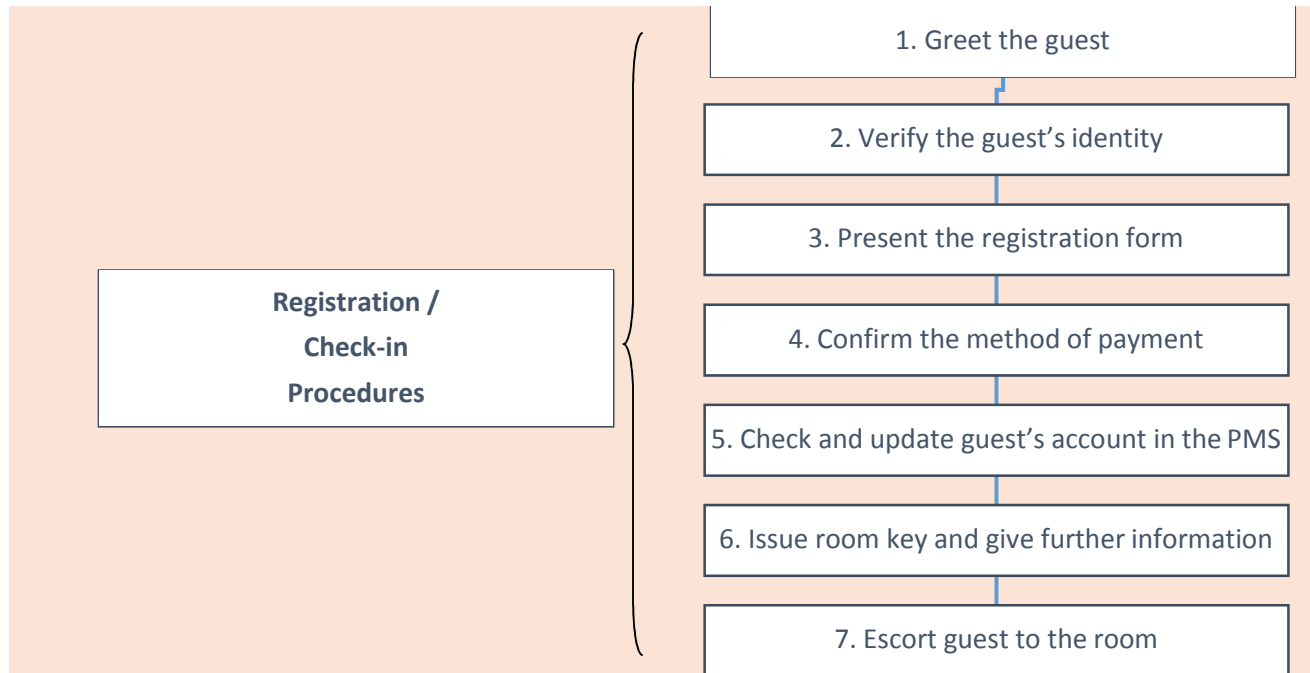 Registration /
Check-in
Procedures
1. Greet the guest
2. Verify the guest’s identity
3. Present the registration form
4. Confirm the method of payment
5. Check and update guest’s account in the PMS
6. Issue room key and give further information
7. Escort guest to the room